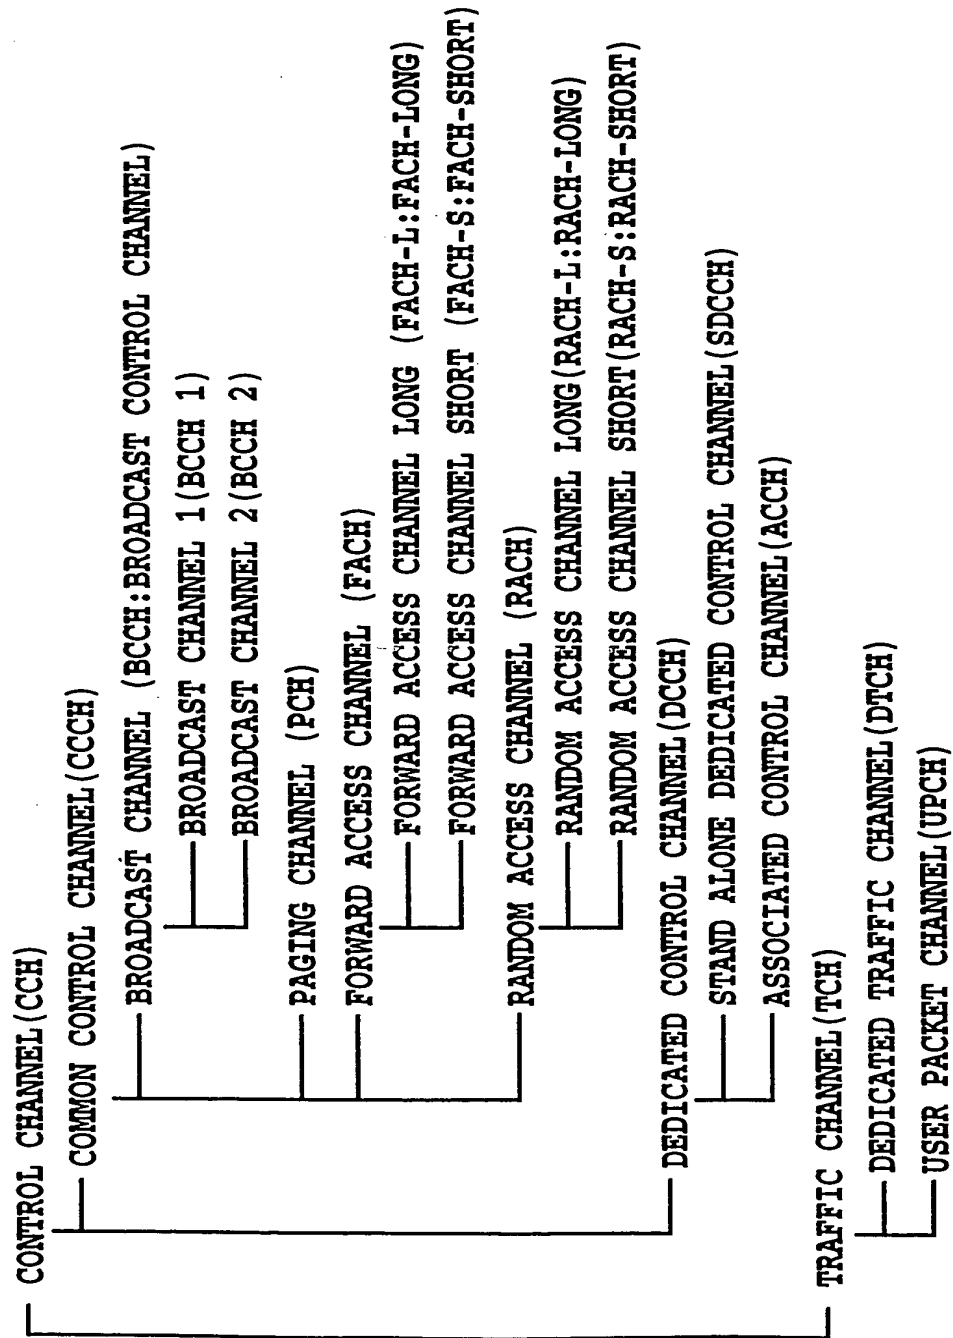 CONTROL CHANNEL(CCH)
COMMON CONTROL CHANNEL(CCCH)
BROADCAST CHANNEL (BCCH:BROADCAST CONTROL CHANNEL)
BROADCAST CHANNEL 1(BCCH 1)
BROADCAST CHANNEL 2(BCCH 2)
PAGING CHANNEL (PCH)
FORWARD ACCESS CHANNEL (FACH)
FORWARD ACCESS CHANNEL LONG (FACH-L:FACH-LONG)
FORWARD ACCESS CHANNEL SHORT (FACH-S:FACH-SHORT)
RANDOM ACCESS CHANNEL (RACH)
RANDOM ACCESS CHANNEL LONG(RACH-L:RACH-LONG)
RANDOM ACCESS CHANNEL SHORT(RACH-S:RACH-SHORT)
DEDICATED CONTROL CHANNEL(DCCH)
STAND ALONE DEDICATED CONTROL CHANNEL(SDCCH)
ASSOCIATED CONTROL CHANNEL(ACCH)
TRAFFIC CHANNEL(TCH)
DEDICATED TRAFFIC CHANNEL(DTCH)
USER PACKET CHANNEL(UPCH)